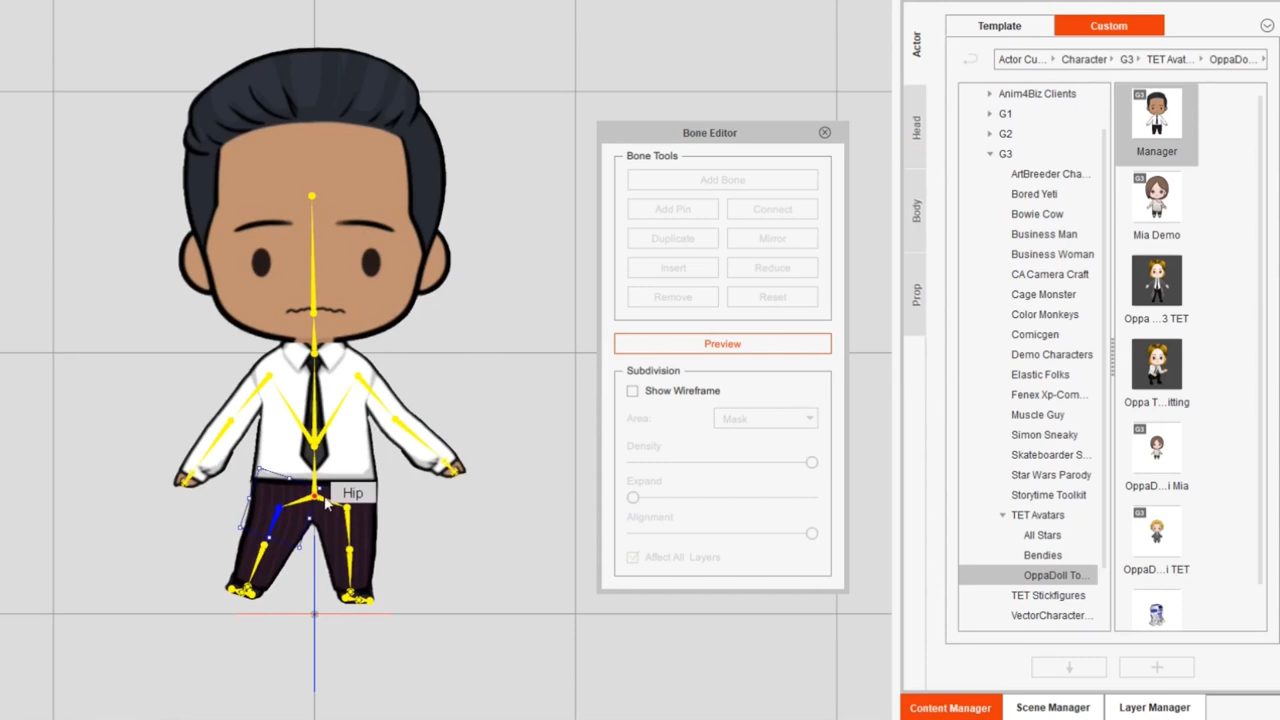 Hip
Bone Editor
Bone Tools
Add Bone
Add Pin
Connect
Duplicate
Mirror
Insert
Reduce
Remove
Reset
Preview
Subdivision
Show Wireframe
Area:
Mask
Density
Expand
Alignment
Affect All Layers
Actor
Head
Body
Prop
Template
Custom
Actor Cu...
Character
G3
TET Avat...
OppaDo...
Anim4Biz Clients
G1
G2
G3
ArtBreeder Cha...
Bored Yeti
Bowie Cow
Business Man
Business Woman
CA Camera Craft
Cage Monster
Color Monkeys
Comicgen
Demo Characters
Elastic Folks
Fenex Xp-Com...
Muscle Guy
Simon Sneaky
Skateboarder S...
Star Wars Parody
Storytime Toolkit
TET Avatars
All Stars
Bendies
OppaDoll To...
TET Stickfigures
VectorCharacter...
G3
Manager
G3
Mia Demo
Oppa ...3 TET
Oppa T...itting
G3
OppaD...i Mia
G3
OppaD...i TET
Content Manager
Scene Manager
Layer Manager